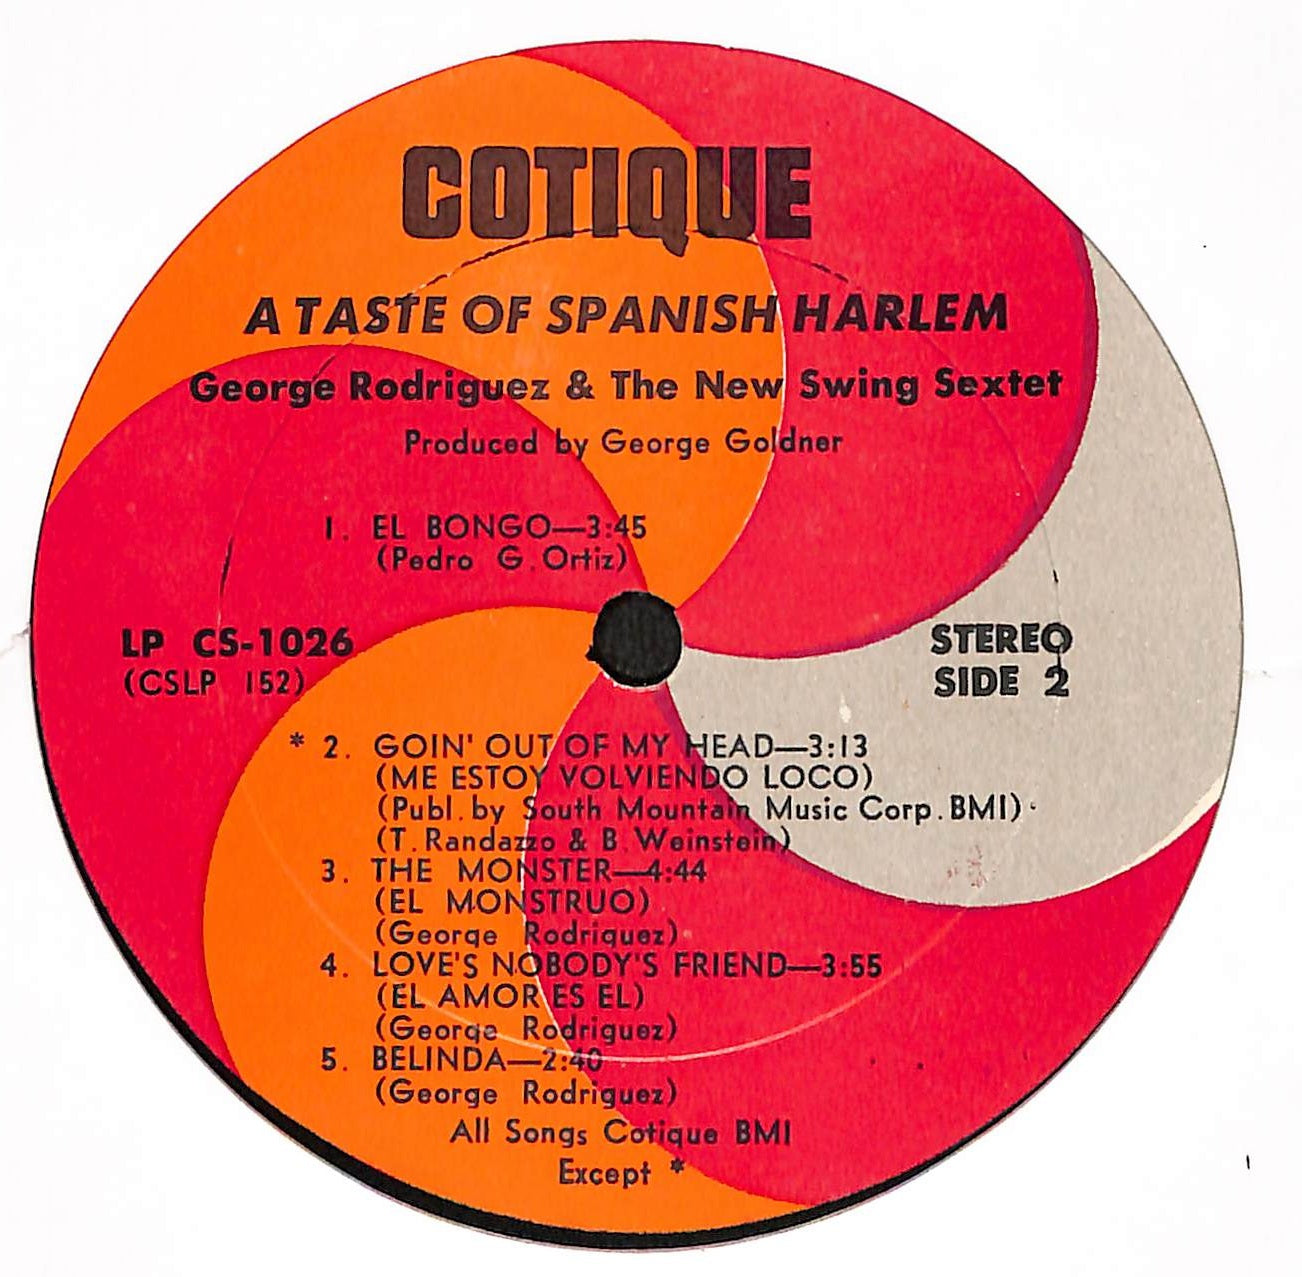 COTIQUE
A TASTE OF SPANISH HARLEM
George Rodriguez & The New Swing Sextet
Produced by George Goldner
1. EL BONGO—3:45
(Pedro G. Ortiz)
LP CS-1026
(CSLP 152)
STEREO
SIDE 2
* 2. GOIN' OUT OF MY HEAD—3:13
(ME ESTOY VOLVIENDO LOCO)
(Publ. by South Mountain Music Corp. BMI)
(T. Randazzo & B. Weinstein)
3. THE MONSTER—4:44
(EL MONSTRUO)
(George Rodriguez)
4. LOVE'S NOBODY'S FRIEND—3:55
(EL AMOR ES EL)
(George Rodriguez)
5. BELINDA—2:40
(George Rodriguez)
All Songs Cotique BMI
Except *